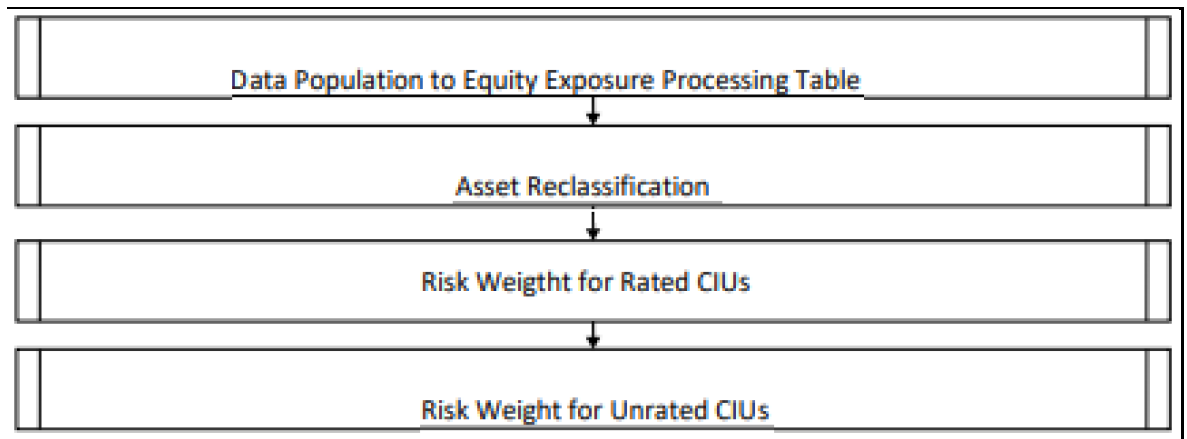 Data Population to Equity Exposure Processing Table
Asset Reclassification
Risk Weigtht for Rated CIUs
Risk Weight for Unrated CIUs